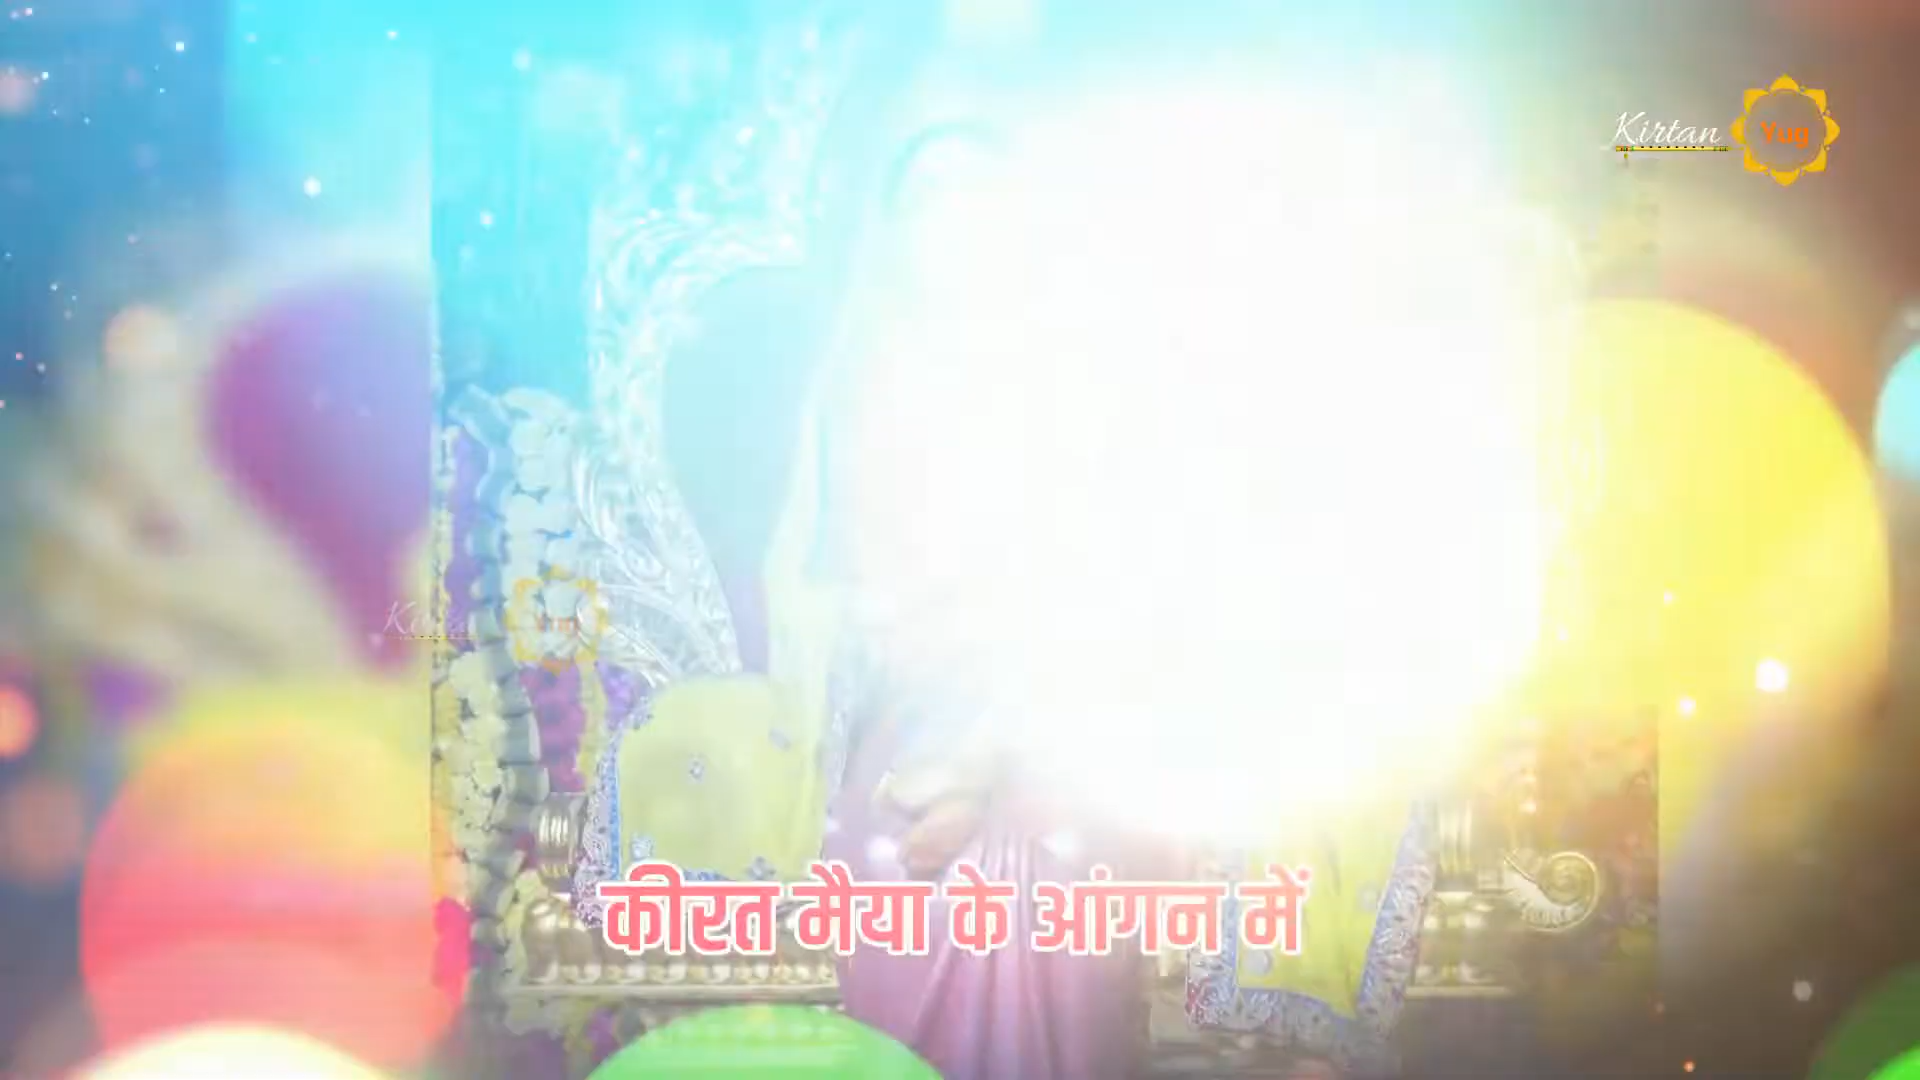 Kirtan Yug
कीरत मैया के आंगन में